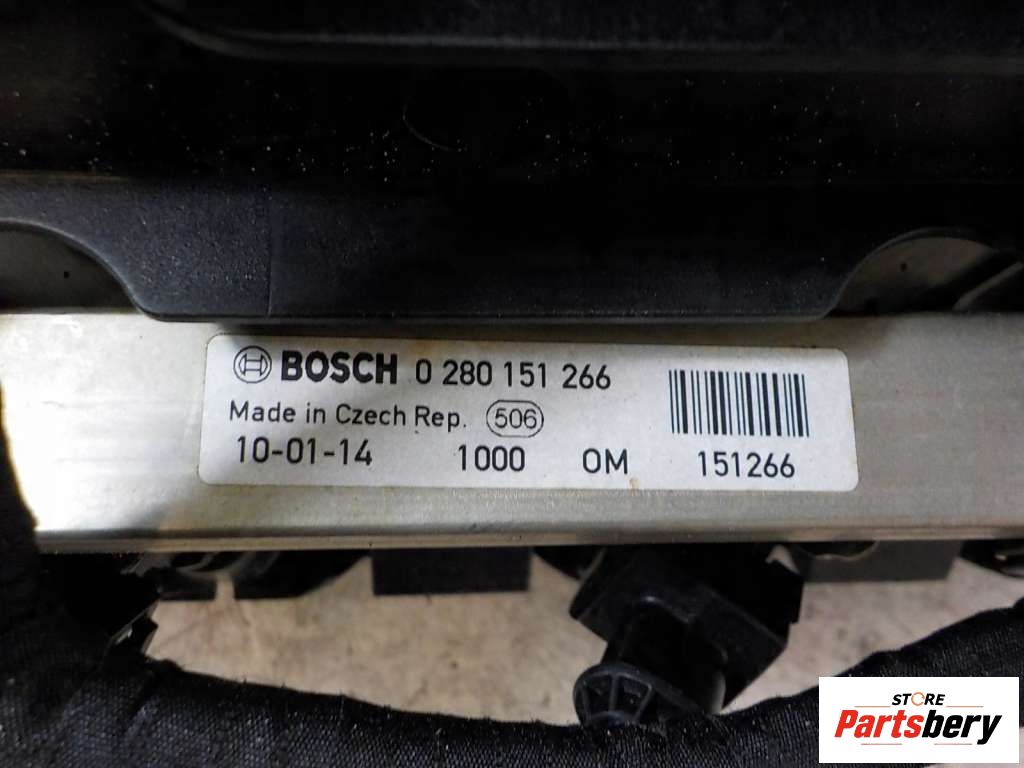 BOSCH 0 280 151 266
Made in Czech Rep. 506
10-01-14 1000 OM 151266
STORE
Partsbery